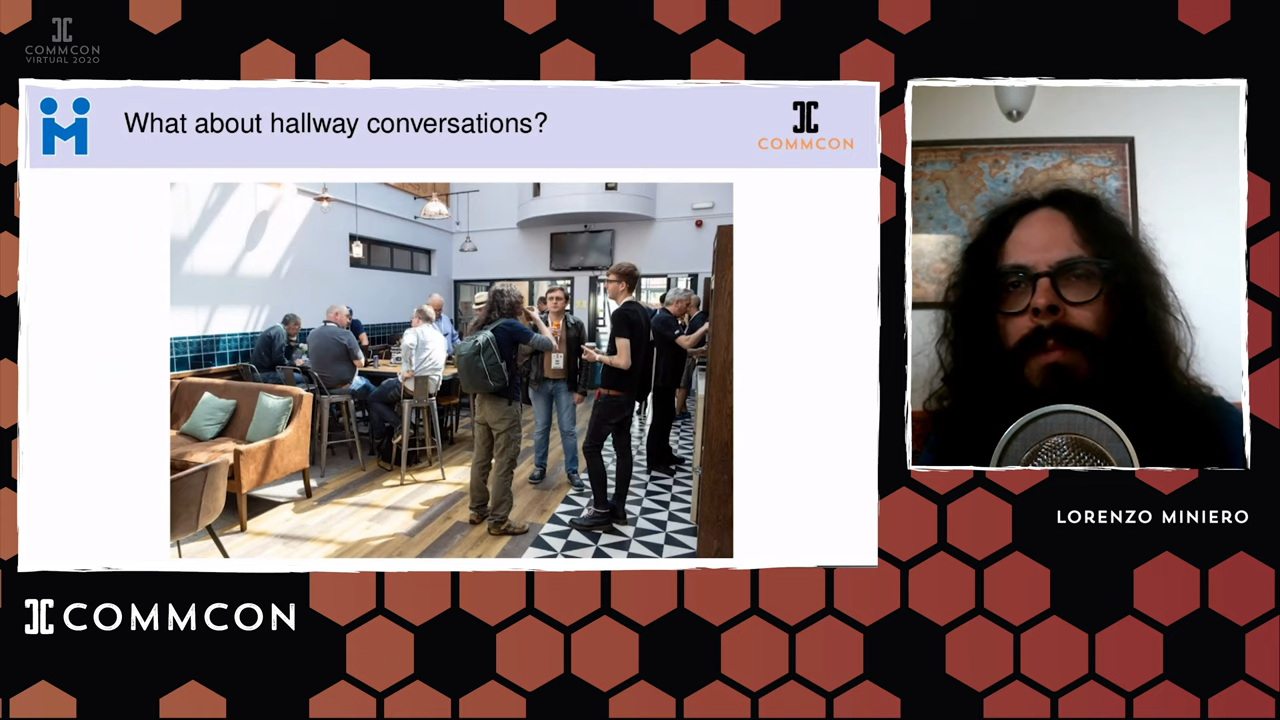 COMMCON
VIRTUAL 2020
What about hallway conversations?
COMMCON
LORENZO MINIERO
COMMCON